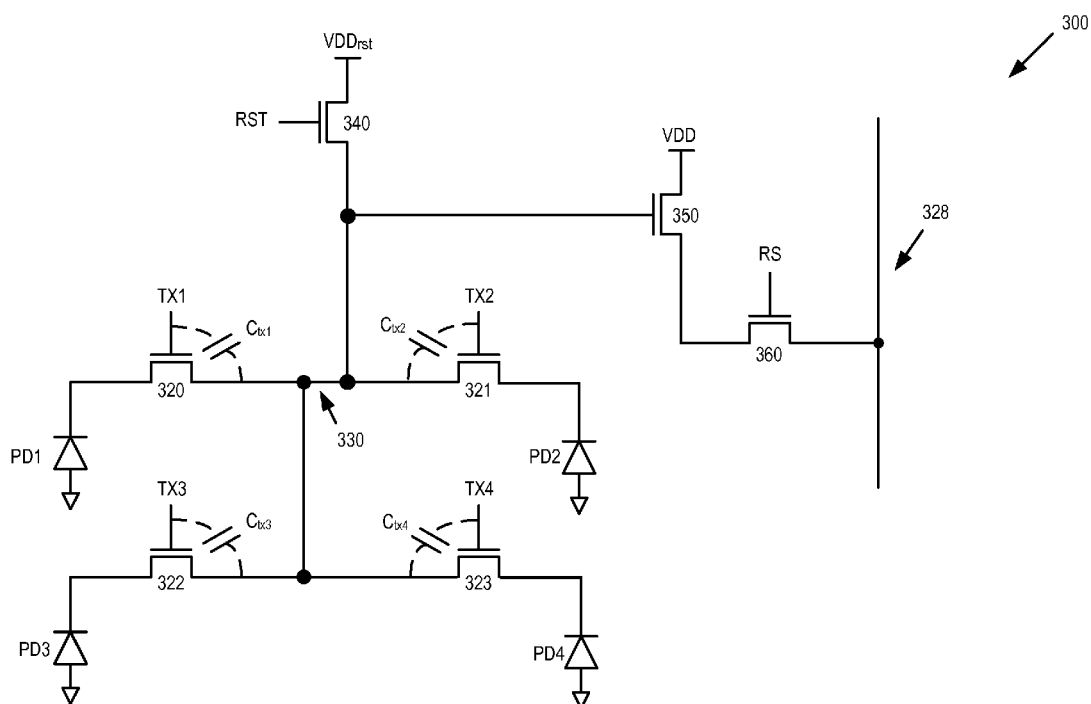 300
VDDrst
RST
340
VDD
350
328
RS
360
TX1
Ctx1
TX2
Ctx2
320
321
330
PD1
PD2
TX3
Ctx3
TX4
Ctx4
322
323
PD3
PD4